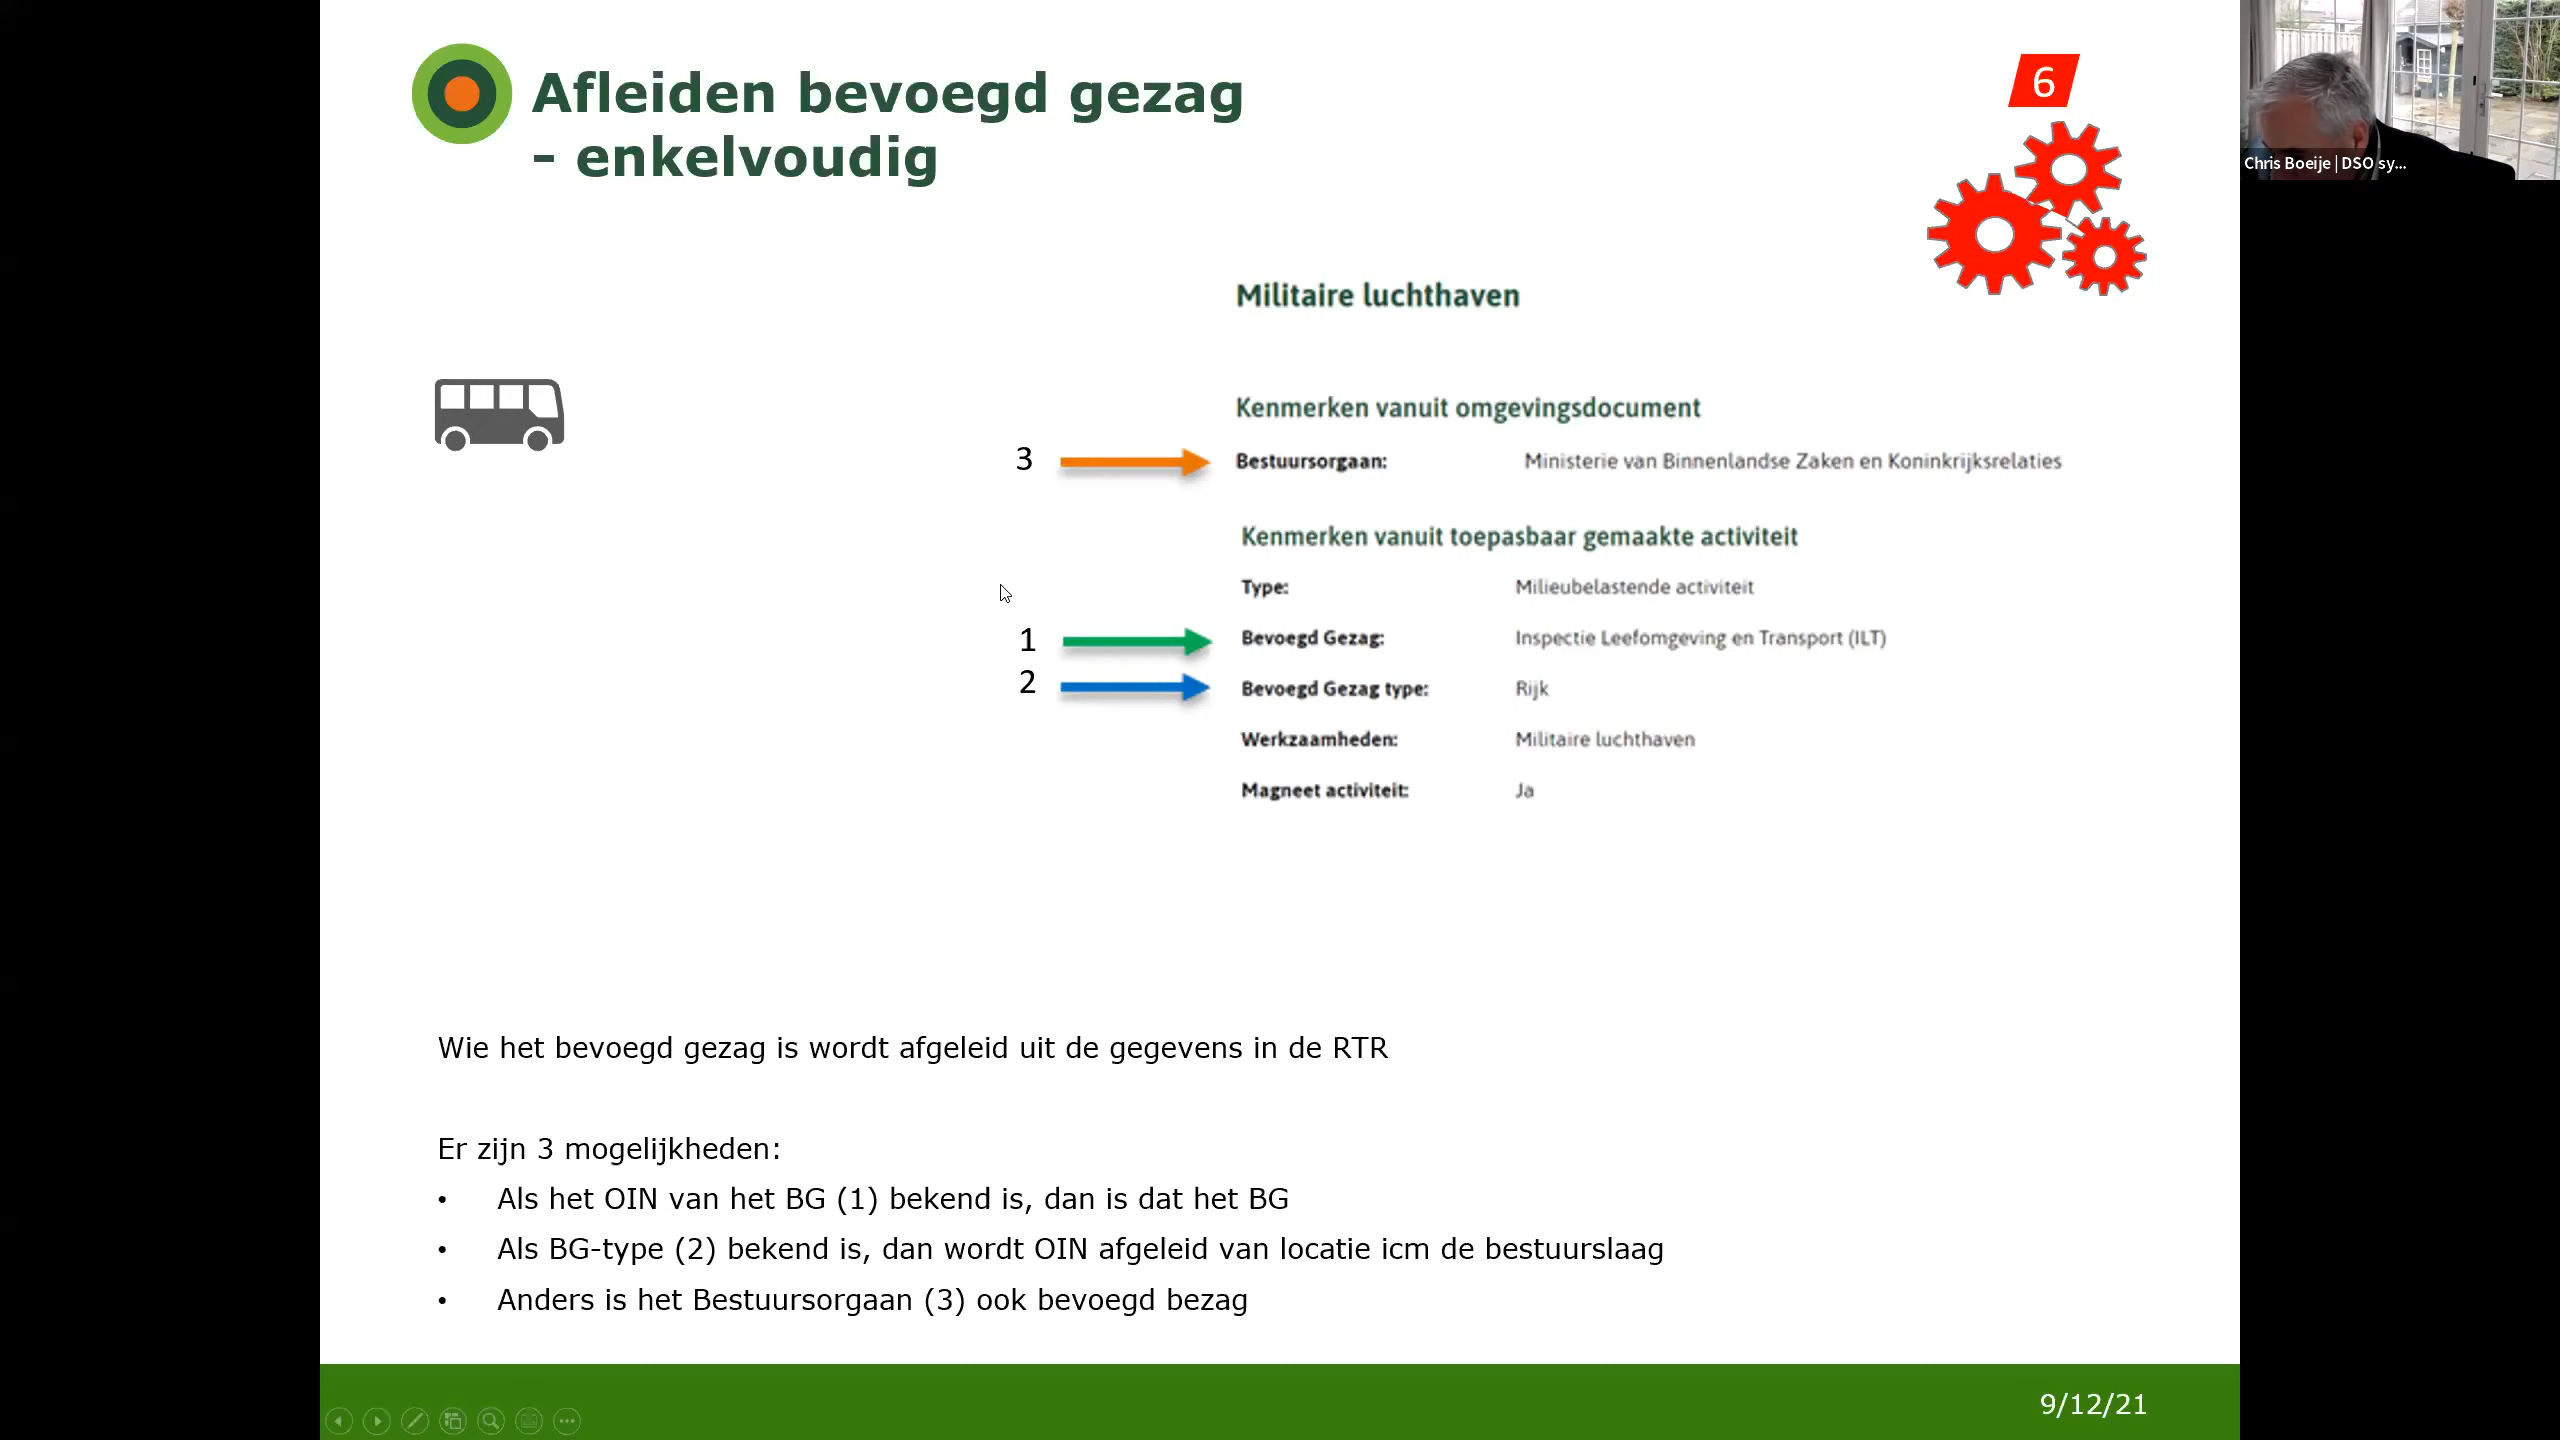 Afleiden bevoegd gezag
- enkelvoudig
6
Chris Boeije | DSO sy...
Militaire luchthaven
Kenmerken vanuit omgevingsdocument
3 Bestuursorgaan: Ministerie van Binnenlandse Zaken en Koninkrijksrelaties
Kenmerken vanuit toepasbaar gemaakte activiteit
Type: Milieubelastende activiteit
1 Bevoegd Gezag: Inspectie Leefomgeving en Transport (ILT)
2 Bevoegd Gezag type: Rijk
Werkzaamheden: Militaire luchthaven
Magneet activiteit: Ja
Wie het bevoegd gezag is wordt afgeleid uit de gegevens in de RTR
Er zijn 3 mogelijkheden:
• Als het OIN van het BG (1) bekend is, dan is dat het BG
• Als BG-type (2) bekend is, dan wordt OIN afgeleid van locatie icm de bestuurslaag
• Anders is het Bestuursorgaan (3) ook bevoegd bezag
9/12/21